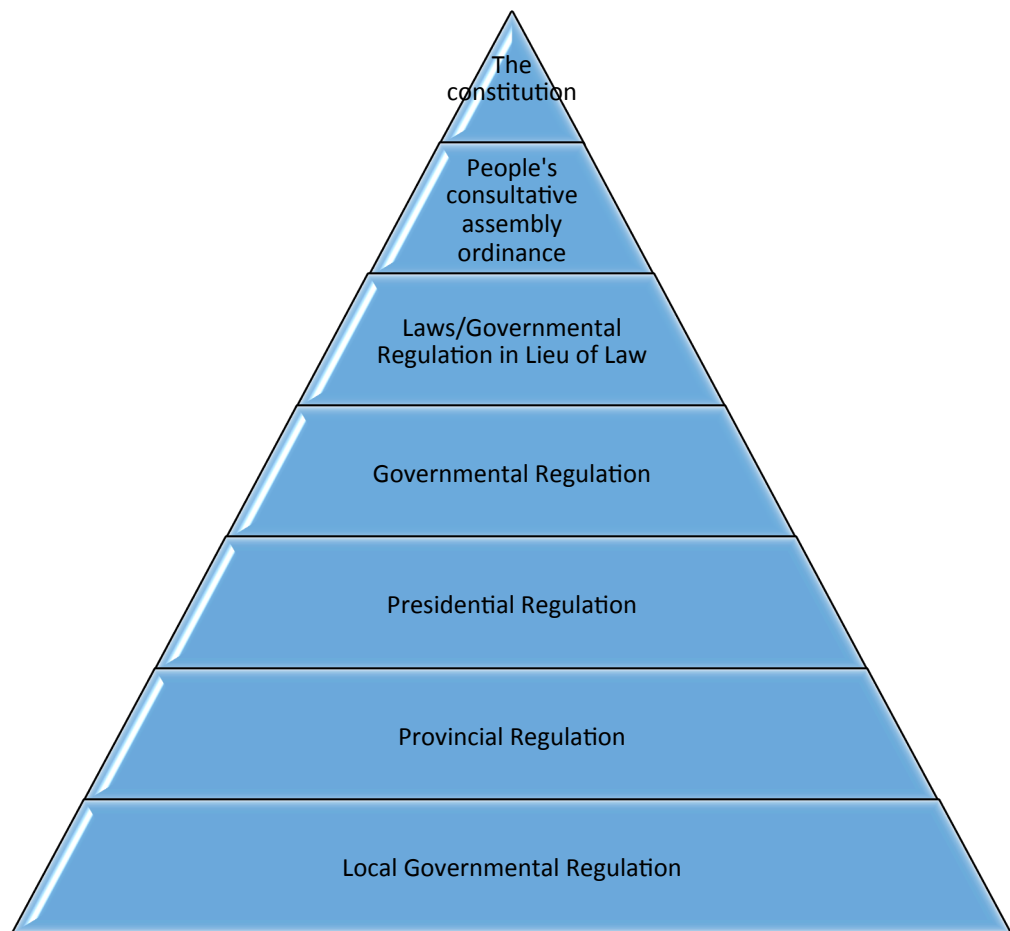 The
constitution
People's
consultative
assembly
ordinance
Laws/Governmental
Regulation in Lieu of Law
Governmental Regulation
Presidential Regulation
Provincial Regulation
Local Governmental Regulation